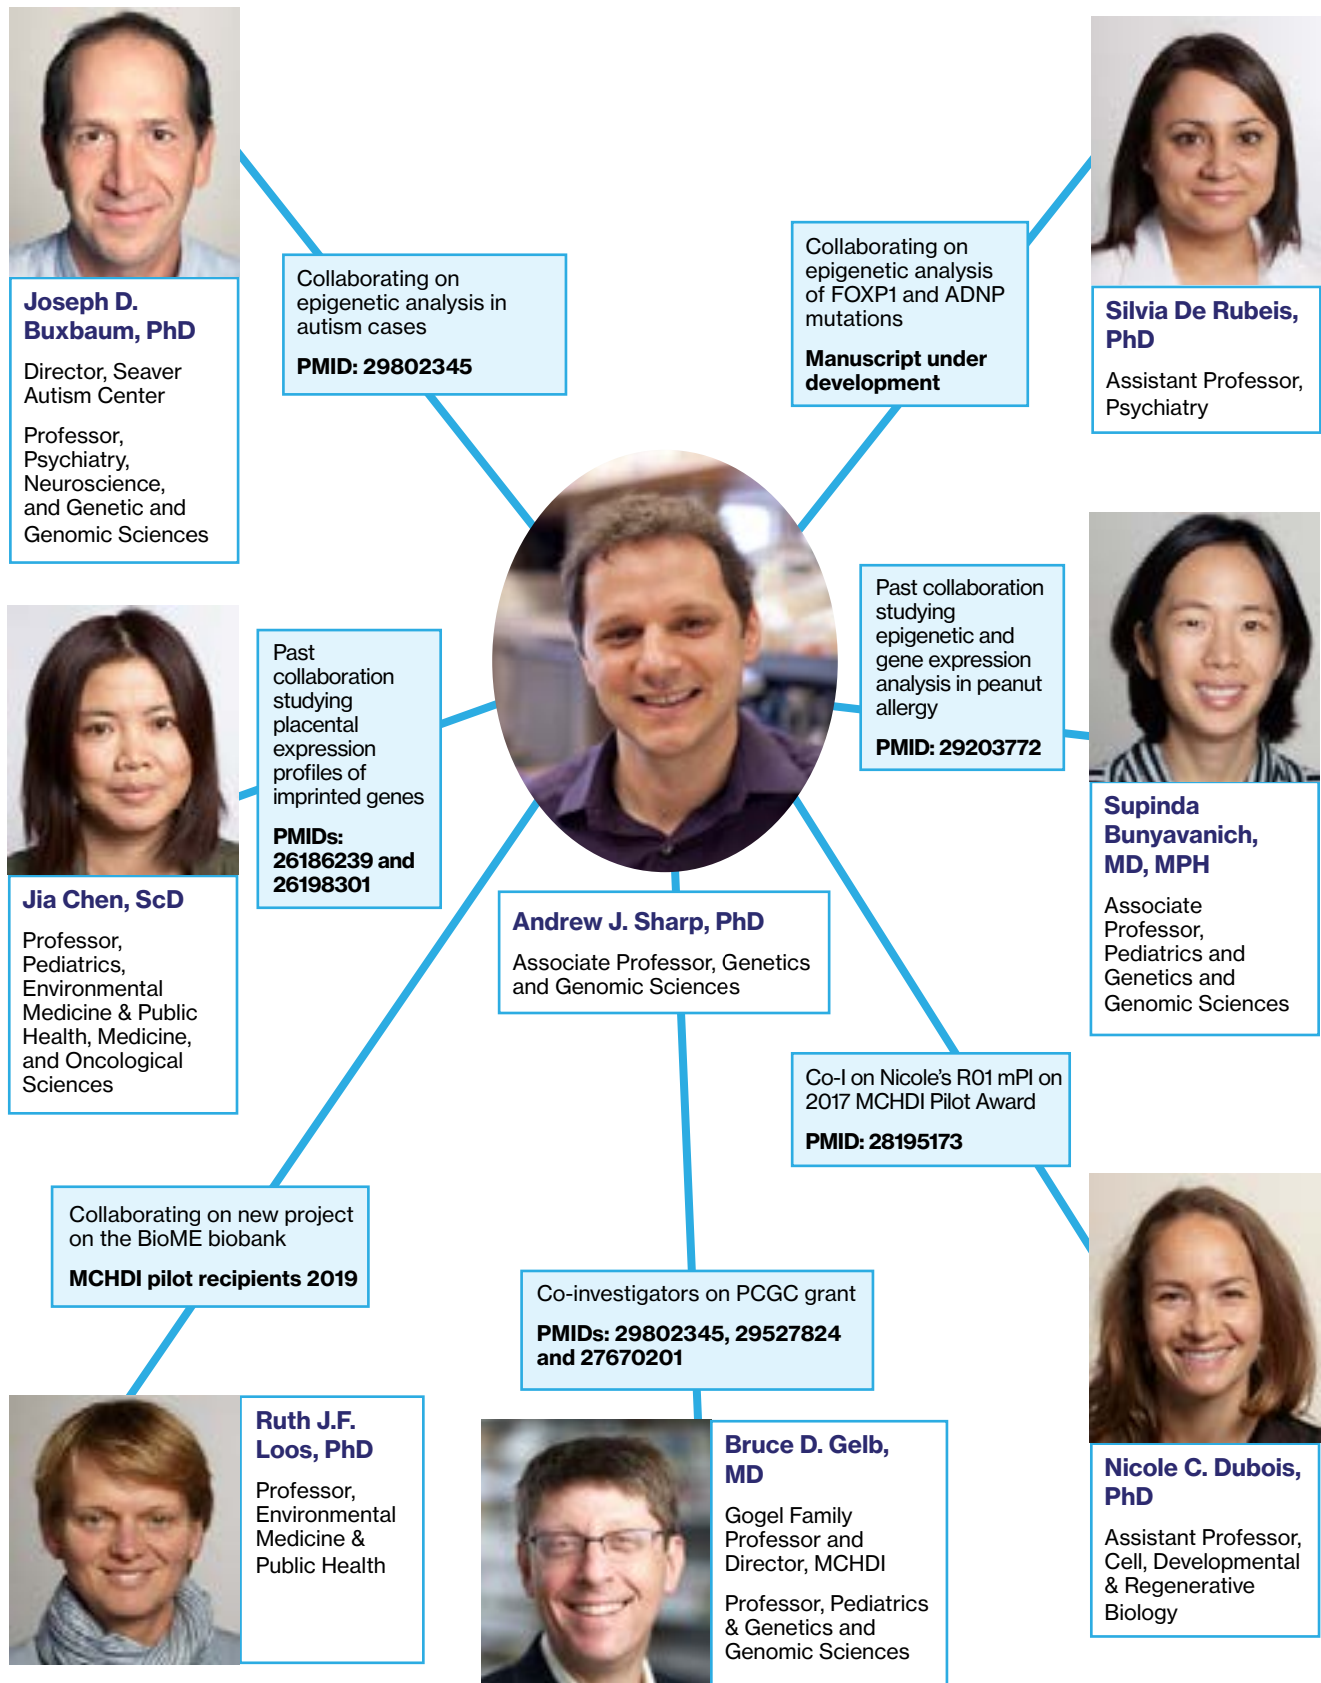 Joseph D.
Buxbaum, PhD
Director, Seaver
Autism Center
Professor,
Psychiatry,
Neuroscience,
and Genetic and
Genomic Sciences
Collaborating on
epigenetic analysis in
autism cases
PMID: 29802345
Collaborating on
epigenetic analysis
of FOXP1 and ADNP
mutations
Manuscript under
development
Silvia De Rubeis,
PhD
Assistant Professor,
Psychiatry
Past
collaboration
studying
placental
expression
profiles of
imprinted genes
PMIDs:
26186239 and
26198301
Past collaboration
studying
epigenetic and
gene expression
analysis in peanut
allergy
PMID: 29203772
Jia Chen, ScD
Professor,
Pediatrics,
Environmental
Medicine & Public
Health, Medicine,
and Oncological
Sciences
Andrew J. Sharp, PhD
Associate Professor, Genetics
and Genomic Sciences
Supinda
Bunyavanich,
MD, MPH
Associate
Professor,
Pediatrics and
Genetics and
Genomic Sciences
Co-I on Nicole’s R01 mPI on
2017 MCHDI Pilot Award
PMID: 28195173
Collaborating on new project
on the BioME biobank
MCHDI pilot recipients 2019
Co-investigators on PCGC grant
PMIDs: 29802345, 29527824
and 27670201
Ruth J.F.
Loos, PhD
Professor,
Environmental
Medicine &
Public Health
Bruce D. Gelb,
MD
Gogel Family
Professor and
Director, MCHDI
Professor, Pediatrics
& Genetics and
Genomic Sciences
Nicole C. Dubois,
PhD
Assistant Professor,
Cell, Developmental
& Regenerative
Biology